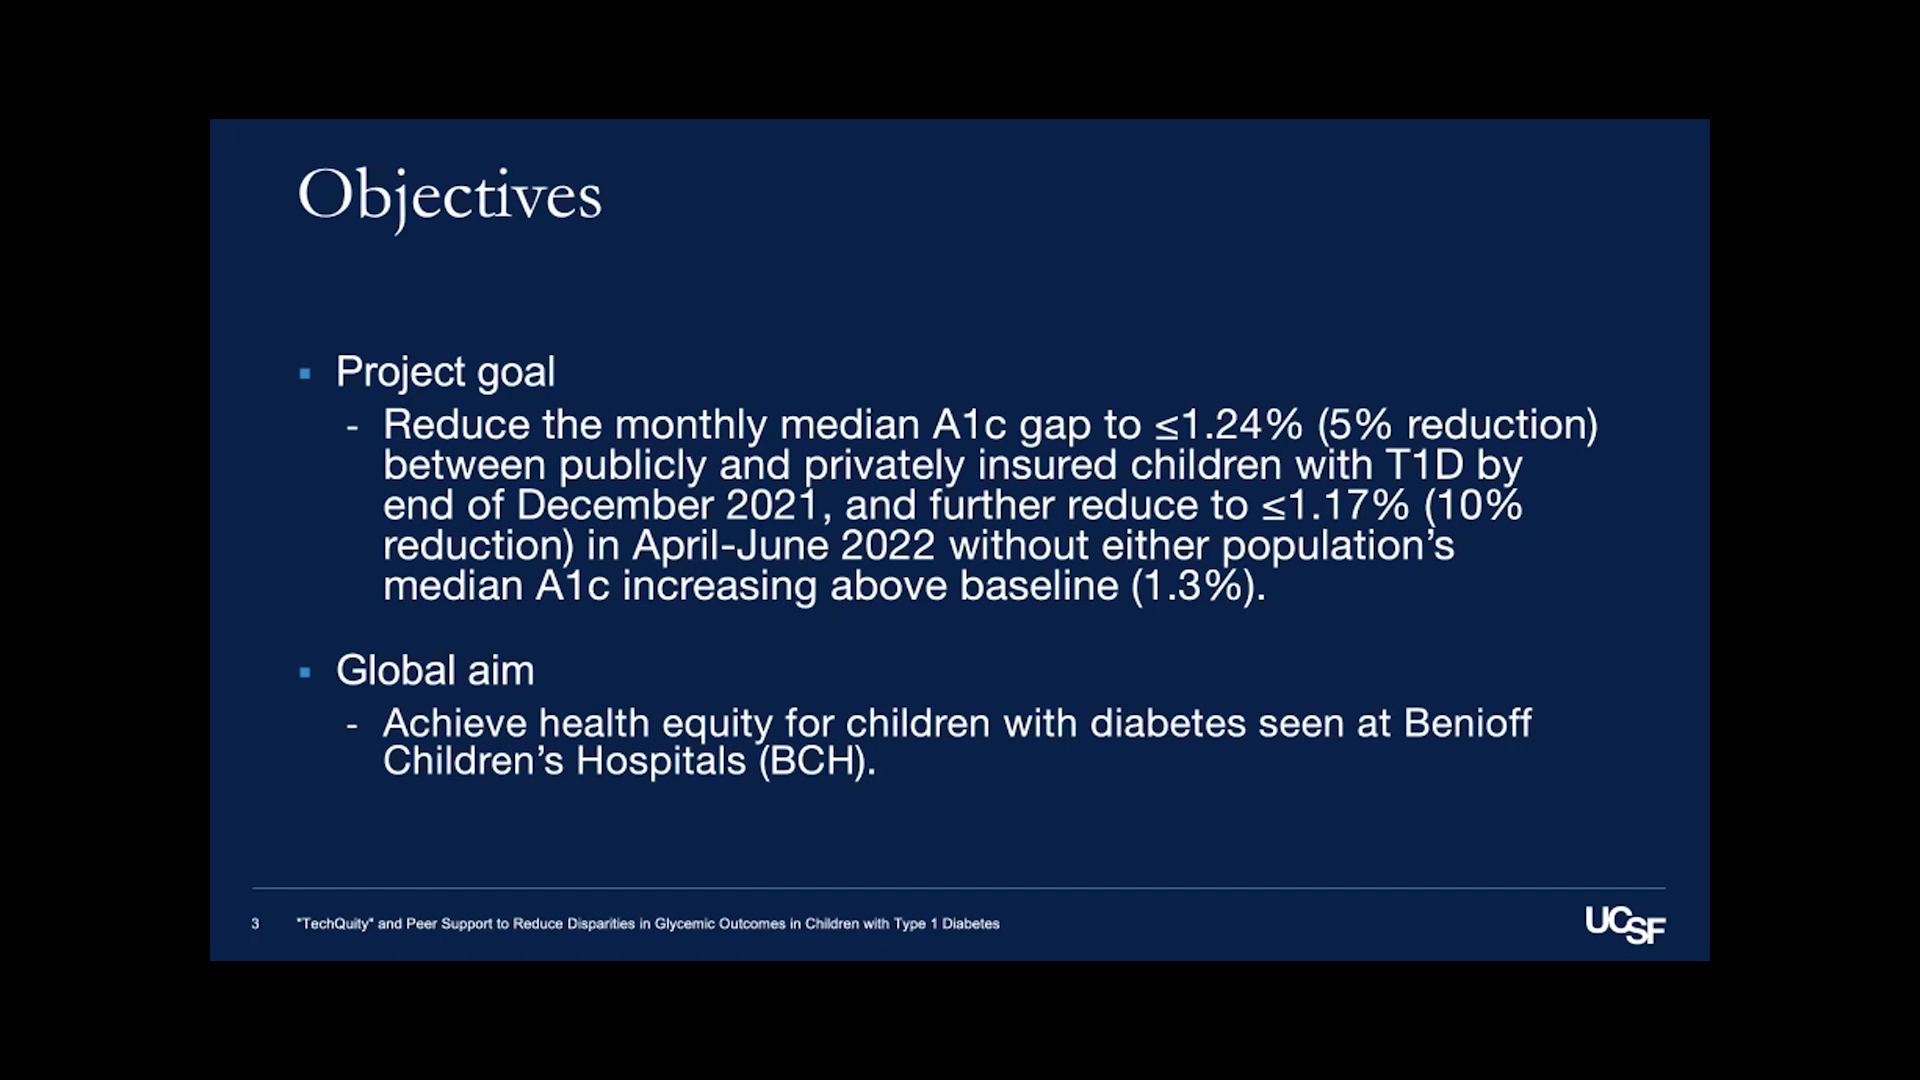 Objectives
▪ Project goal
- Reduce the monthly median A1c gap to ≤1.24% (5% reduction)
between publicly and privately insured children with T1D by
end of December 2021, and further reduce to ≤1.17% (10%
reduction) in April-June 2022 without either population’s
median A1c increasing above baseline (1.3%).
▪ Global aim
- Achieve health equity for children with diabetes seen at Benioff
Children’s Hospitals (BCH).
3 "TechQuity" and Peer Support to Reduce Disparities in Glycemic Outcomes in Children with Type 1 Diabetes
UCSF